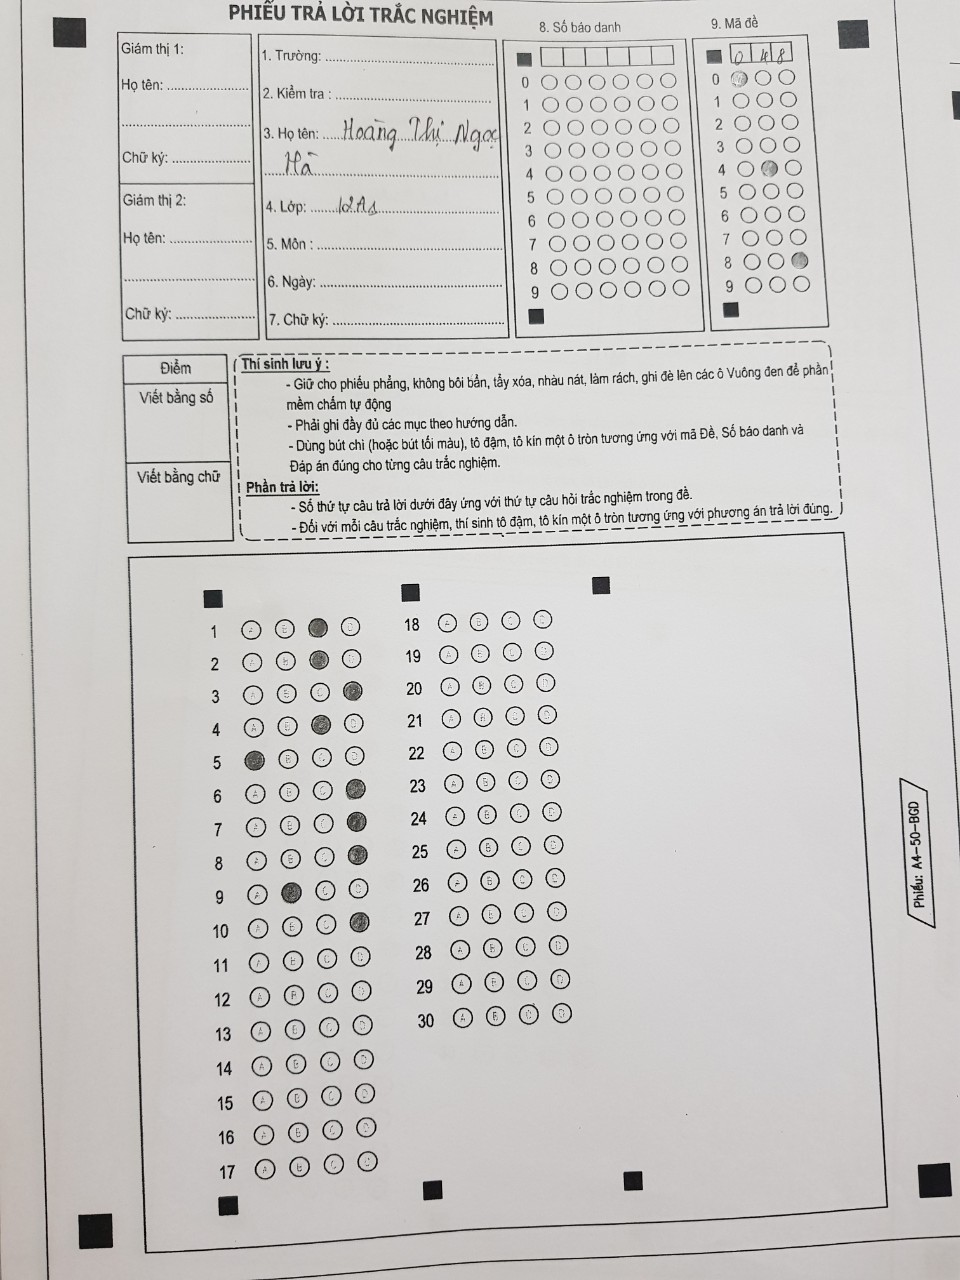 PHIẾU TRẢ LỜI TRẮC NGHIỆM
Giám thị 1:
Họ tên:
Chữ ký:
Giám thị 2:
Họ tên:
Chữ ký:
1. Trường:
2. Kiểm tra :
3. Họ tên: Hoàng Thị Ngọc
Hà
4. Lớp: 12A1
5. Môn :
6. Ngày:
7. Chữ ký:
8. Số báo danh
0
1
2
3
4
5
6
7
8
9
9. Mã đề
0 4 8
0
1
2
3
4
5
6
7
8
9
Điểm
Viết bằng số
Viết bằng chữ
Thí sinh lưu ý :
- Giữ cho phiếu phẳng, không bôi bẩn, tẩy xóa, nhàu nát, làm rách, ghi đè lên các ô Vuông đen để phần
mềm chấm tự động
- Phải ghi đầy đủ các mục theo hướng dẫn.
- Dùng bút chì (hoặc bút tối màu), tô đậm, tô kín một ô tròn tương ứng với mã Đề, Số báo danh và
Đáp án đúng cho từng câu trắc nghiệm.
Phần trả lời:
- Số thứ tự câu trả lời dưới đây ứng với thứ tự câu hỏi trắc nghiệm trong đề.
- Đối với mỗi câu trắc nghiệm, thí sinh tô đậm, tô kín một ô tròn tương ứng với phương án trả lời đúng.
1 A B D
2 A B D
3 A B C
4 A B D
5 B C D
6 A B C
7 A B C
8 A B C
9 A C D
10 A B C
11 A B C D
12 A B C D
13 A B C D
14 A B C D
15 A B C D
16 A B C D
17 A B C D
18 A B C D
19 A B C D
20 A B C D
21 A B C D
22 A B C D
23 A B C D
24 A B C D
25 A B C D
26 A B C D
27 A B C D
28 A B C D
29 A B C D
30 A B C D
Phiếu: A4-50-BGD